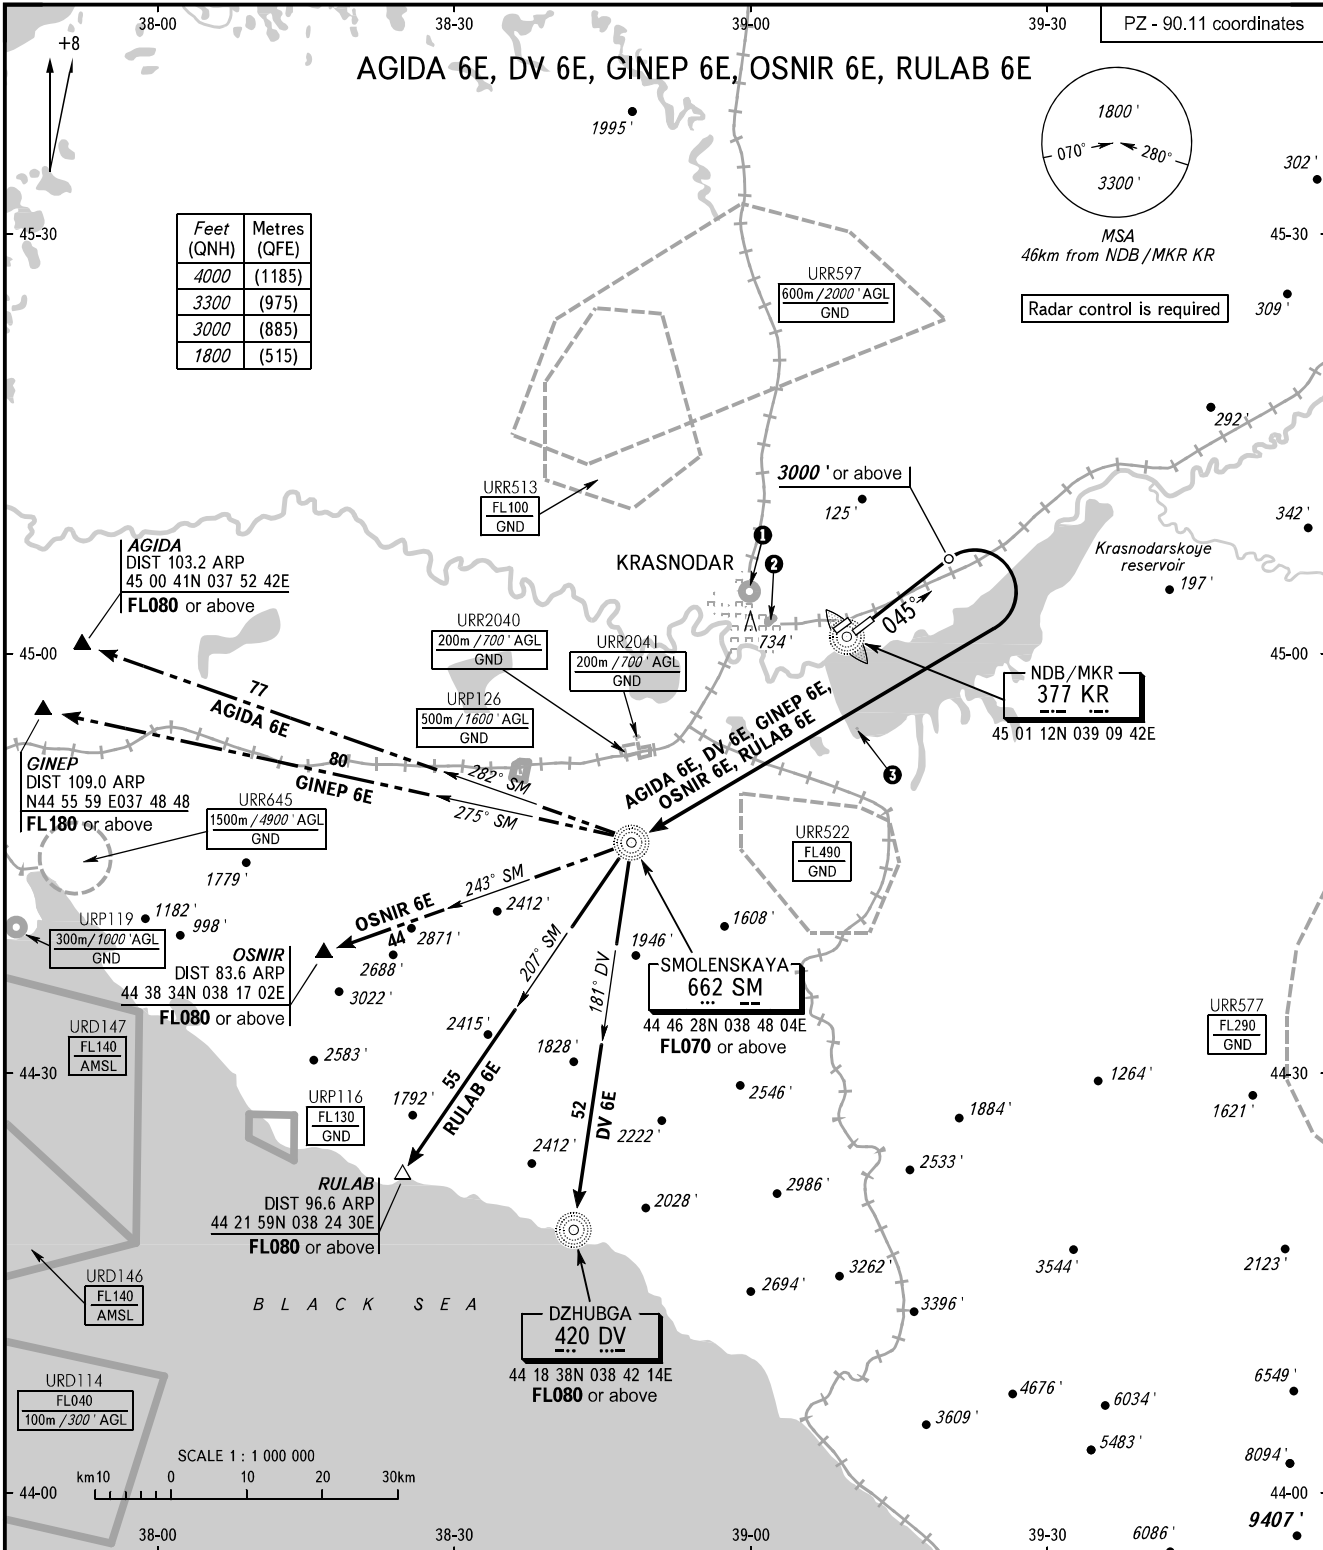 38-00
38-30
39-00
39-30
PZ - 90.11 coordinates
+8
AGIDA 6E, DV 6E, GINEP 6E, OSNIR 6E, RULAB 6E
1995 '
1800 '
070°
280°
3300 '
MSA
46km from NDB/MKR KR
302 '
45-30
45-30
Feet (QNH)
Metres (QFE)
4000 (1185)
3300 (975)
3000 (885)
1800 (515)
URR597
600m/2000 ' AGL
GND
Radar control is required
309 '
292 '
3000 ' or above
125 '
URR513
FL100
GND
342 '
1
2
KRASNODAR
Krasnodarskoye
reservoir
197 '
AGIDA
DIST 103.2 ARP
45 00 41N 037 52 42E
FL080 or above
045°
URR2040
200m/700 ' AGL
GND
URR2041
200m/700 ' AGL
GND
734 '
45-00
45-00
NDB/MKR
377 KR
45 01 12N 039 09 42E
77
AGIDA 6E
URP126
500m/1600 ' AGL
GND
AGIDA 6E, DV 6E, GINEP 6E,
OSNIR 6E, RULAB 6E
3
GINEP
DIST 109.0 ARP
N44 55 59 E037 48 48
FL180 or above
80
GINEP 6E
282° SM
275° SM
URR645
1500m/4900 ' AGL
GND
URR522
FL490
GND
1779 '
243° SM
OSNIR 6E
44
2412 '
2871 '
2688 '
1182 '
998 '
URP119
300m/1000 ' AGL
GND
1608 '
1946 '
207° SM
181° DV
OSNIR
DIST 83.6 ARP
44 38 34N 038 17 02E
FL080 or above
SMOLENSKAYA
662 SM
44 46 28N 038 48 04E
FL070 or above
3022 '
URD147
FL140
AMSL
2415 '
2583 '
1828 '
URR577
FL290
GND
44-30
44-30
55
RULAB 6E
52
DV 6E
2546 '
1264 '
1621 '
URP116
FL130
GND
1792 '
2222 '
1884 '
2412 '
2533 '
2986 '
2028 '
RULAB
DIST 96.6 ARP
44 21 59N 038 24 30E
FL080 or above
3544 '
2123 '
3262 '
2694 '
URD146
FL140
AMSL
BLACK SEA
3396 '
DZHUBGA
420 DV
44 18 38N 038 42 14E
FL080 or above
URD114
FL040
100m/300 ' AGL
6549 '
4676 '
6034 '
3609 '
5483 '
8094 '
SCALE 1 : 1 000 000
km10 0 10 20 30km
44-00
44-00
9407 '
38-00
38-30
39-00
39-30
6086 '